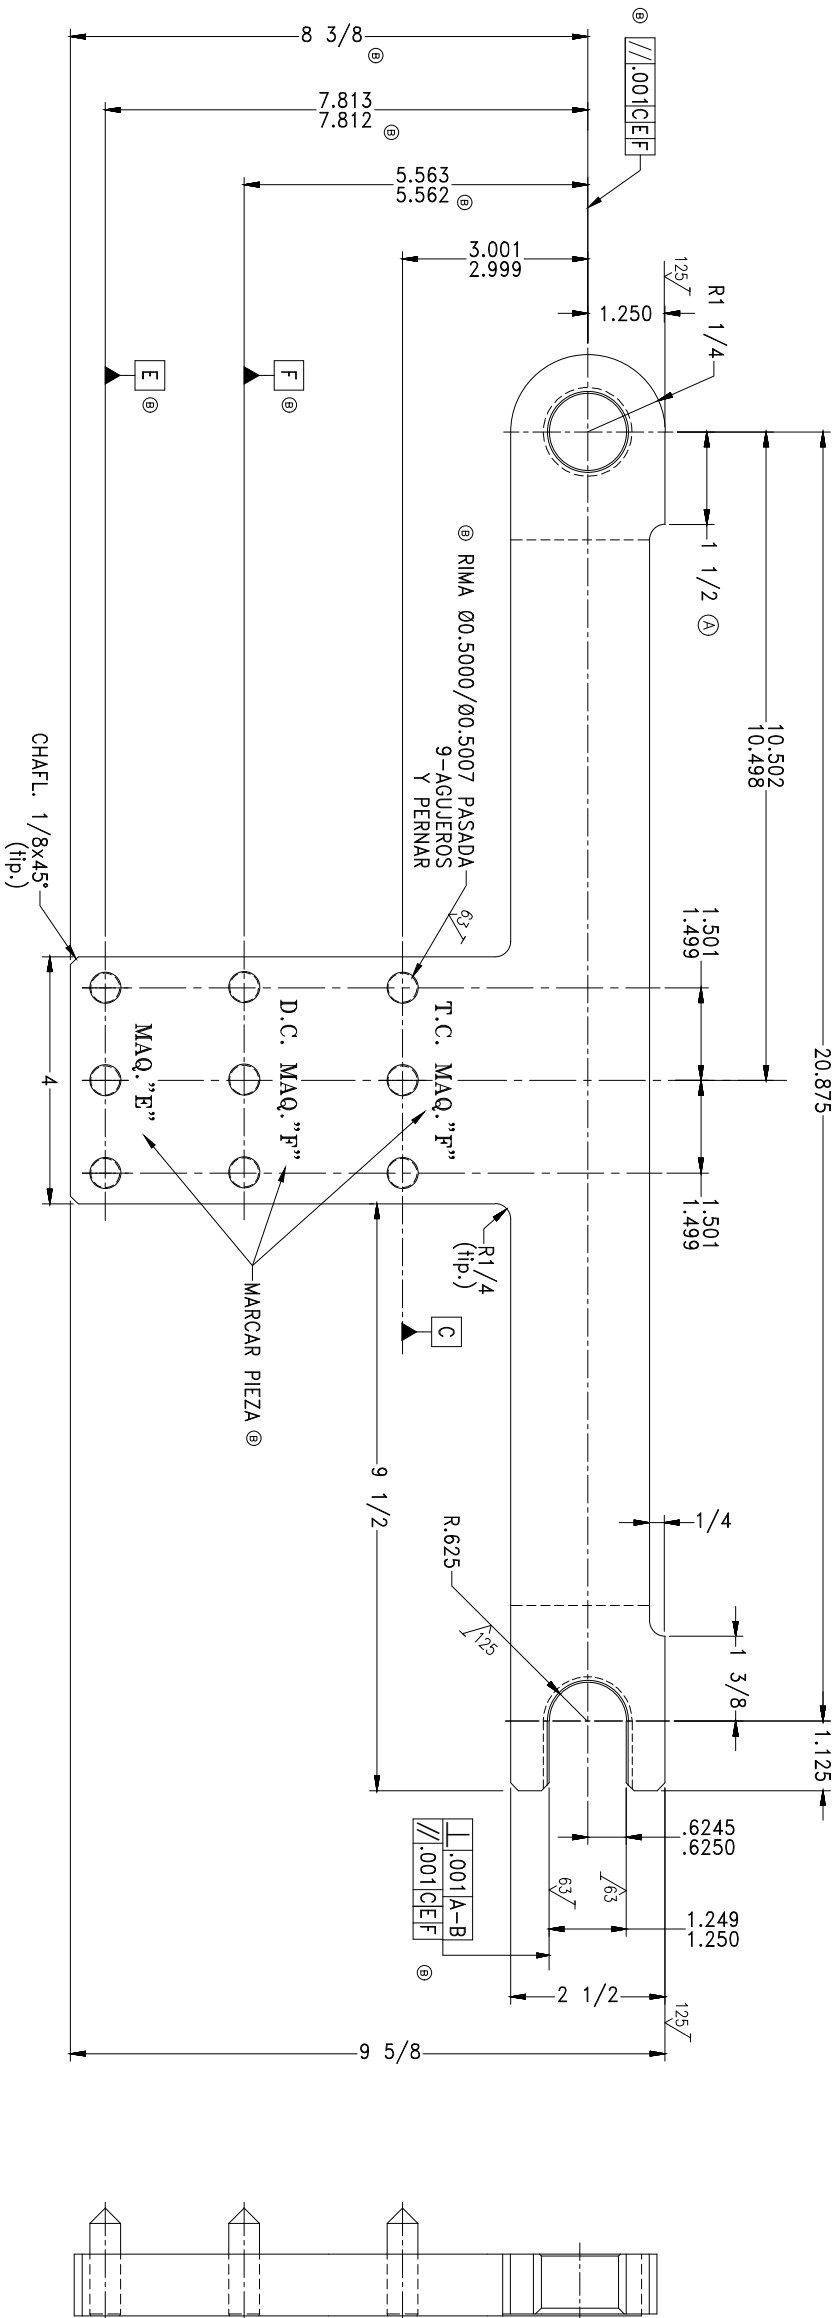 8 3/8
Ⓑ
7.813
7.812 Ⓑ
5.563
5.562 Ⓑ
3.001
2.999
Ⓑ
// .001 C E F
125
1.250
R1 1/4
E
Ⓑ
F
Ⓑ
1 1/2 Ⓐ
10.502
10.498
20.875
Ⓑ RIMA Ø0.5000/Ø0.5007 PASADA
9-AGUJEROS
Y PERNAR
63
CHAFL. 1/8x45°
(tip.)
1.501
1.499
1.501
1.499
T.C. MAQ."F"
D.C. MAQ."F"
MAQ."E"
4
MARCAR PIEZA Ⓑ
R1/4
(tip.)
C
9 1/2
1/4
R.625
125
1 3/8
1.125
.6245
.6250
63
63
1.249
1.250
⊥ .001 A-B
// .001 C E F
Ⓑ
2 1/2
125
9 5/8